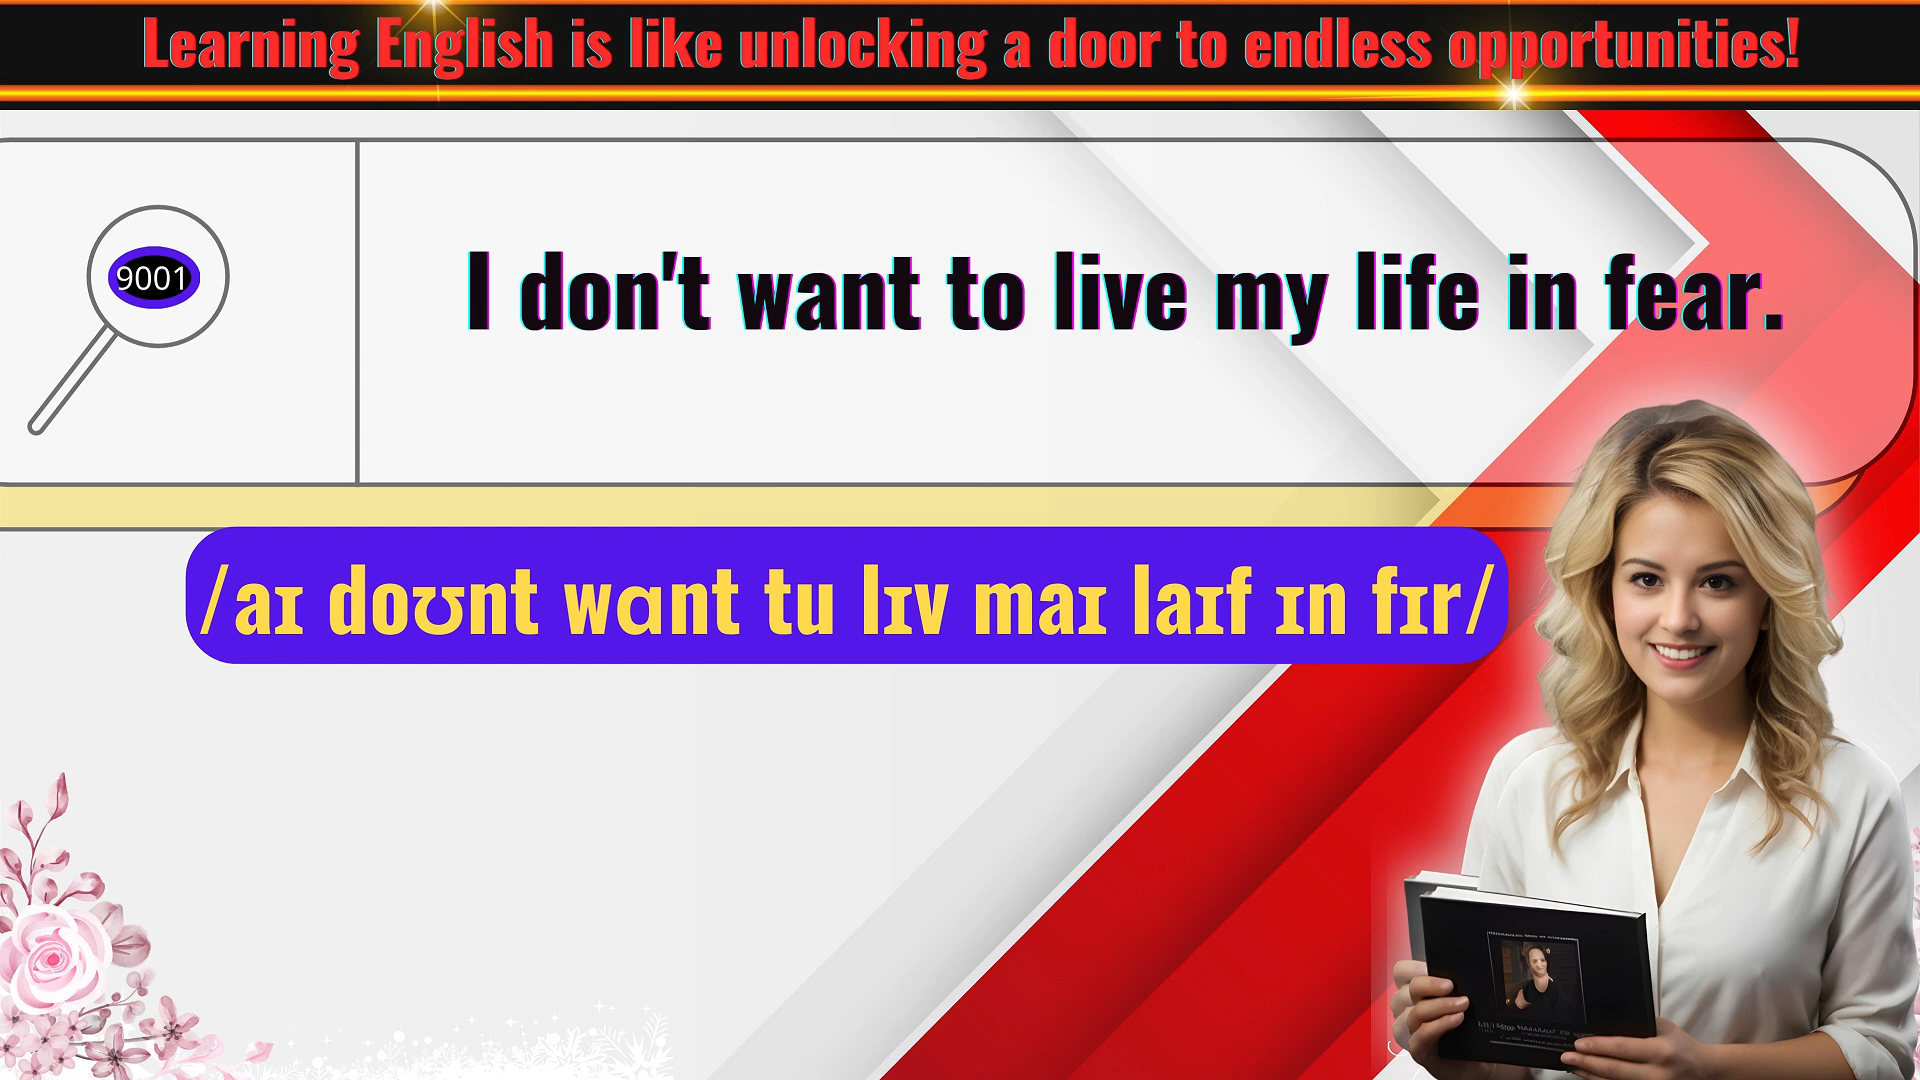 Learning English is like unlocking a door to endless opportunities!
9001
I don't want to live my life in fear.
/aɪ doʊnt wɑnt tu lɪv maɪ laɪf ɪn fɪr/